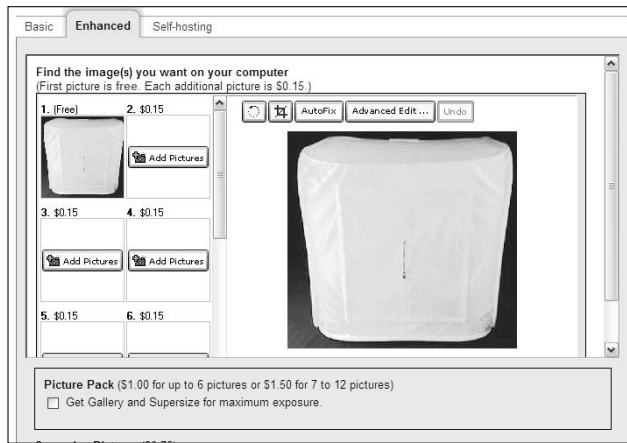 Basic Enhanced Self-hosting
Find the image(s) you want on your computer
(First picture is free. Each additional picture is $0.15.)
1. (Free) 2. $0.15
AutoFix Advanced Edit ... Undo
Add Pictures
3. $0.15 4. $0.15
Add Pictures Add Pictures
5. $0.15 6. $0.15
Picture Pack ($1.00 for up to 6 pictures or $1.50 for 7 to 12 pictures)
Get Gallery and Supersize for maximum exposure.